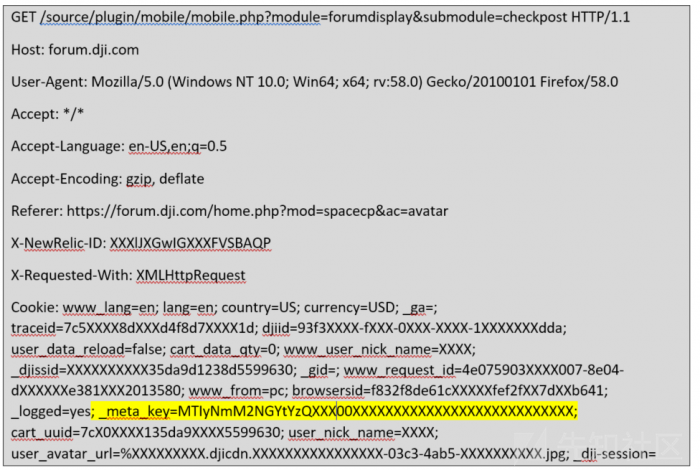 GET /source/plugin/mobile/mobile.php?module=forumdisplay&submodule=checkpost HTTP/1.1
Host: forum.dji.com
User-Agent: Mozilla/5.0 (Windows NT 10.0; Win64; x64; rv:58.0) Gecko/20100101 Firefox/58.0
Accept: */*
Accept-Language: en-US,en;q=0.5
Accept-Encoding: gzip, deflate
Referer: https://forum.dji.com/home.php?mod=spacecp&ac=avatar
X-NewRelic-ID: XXXlJXGwIGXXXFVSBAQP
X-Requested-With: XMLHttpRequest
Cookie: www_lang=en; lang=en; country=US; currency=USD; _ga=;
traceid=7c5XXXX8dXXXd4f8d7XXXX1d; djiid=93f3XXXX-fXXX-0XXX-XXXX-1XXXXXXXdda;
user_data_reload=false; cart_data_qty=0; www_user_nick_name=XXXX;
_djissid=XXXXXXXXXX35da9d1238d5599630; _gid=; www_request_id=4e075903XXXX007-8e04-
dXXXXXXe381XXX2013580; www_from=pc; browsersid=f832f8de61cXXXXXfef2fXX7dXXb641;
_logged=yes; _meta_key=MTIyNmM2NGYtYzQXXX00XXXXXXXXXXXXXXXXXXXXXXXXXX;
cart_uuid=7cX0XXXX135da9XXXX5599630; user_nick_name=XXXX;
user_avatar_url=%XXXXXXXXX.djicdn.XXXXXXXXXXXXXXXXX-03c3-4ab5-XXXXXXXXXX.jpg; _dji-session=